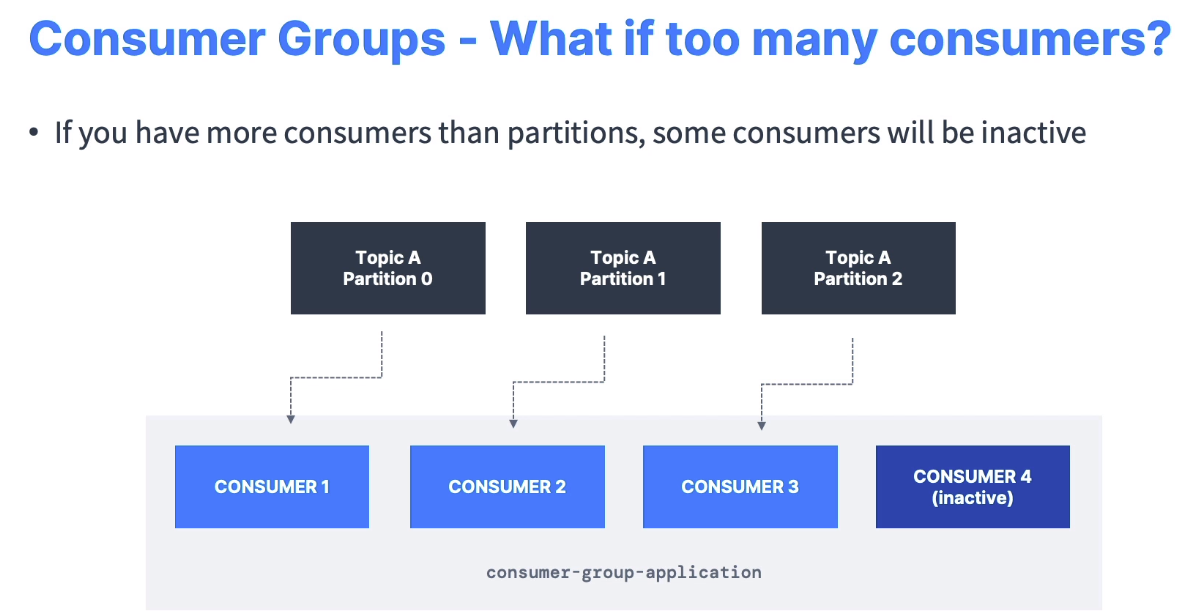 Consumer Groups - What if too many consumers?
• If you have more consumers than partitions, some consumers will be inactive
Topic A
Partition 0
Topic A
Partition 1
Topic A
Partition 2
CONSUMER 1
CONSUMER 2
CONSUMER 3
CONSUMER 4
(inactive)
consumer-group-application